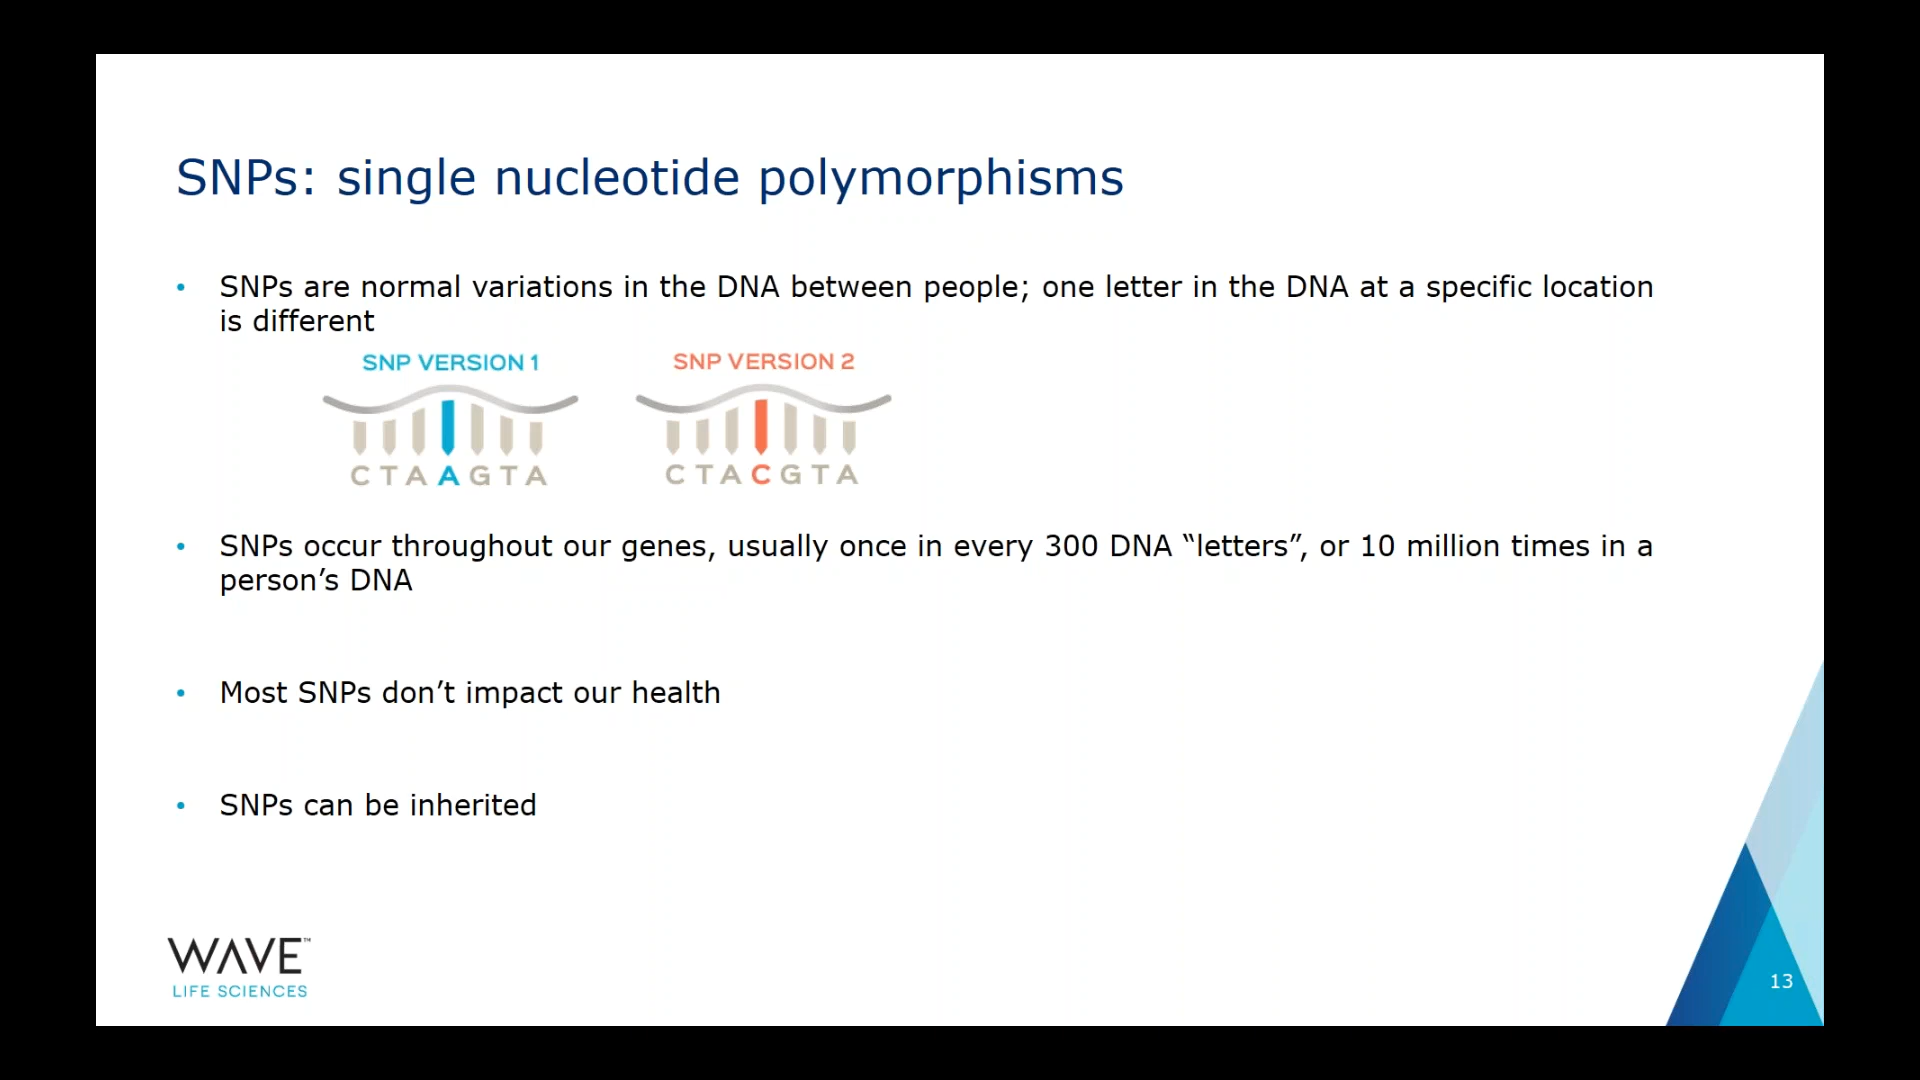 SNPs: single nucleotide polymorphisms
• SNPs are normal variations in the DNA between people; one letter in the DNA at a specific location
is different
SNP VERSION 1
SNP VERSION 2
CTAAGTA
CTACGTA
• SNPs occur throughout our genes, usually once in every 300 DNA “letters”, or 10 million times in a
person’s DNA
• Most SNPs don’t impact our health
• SNPs can be inherited
WAVE™
LIFE SCIENCES
13